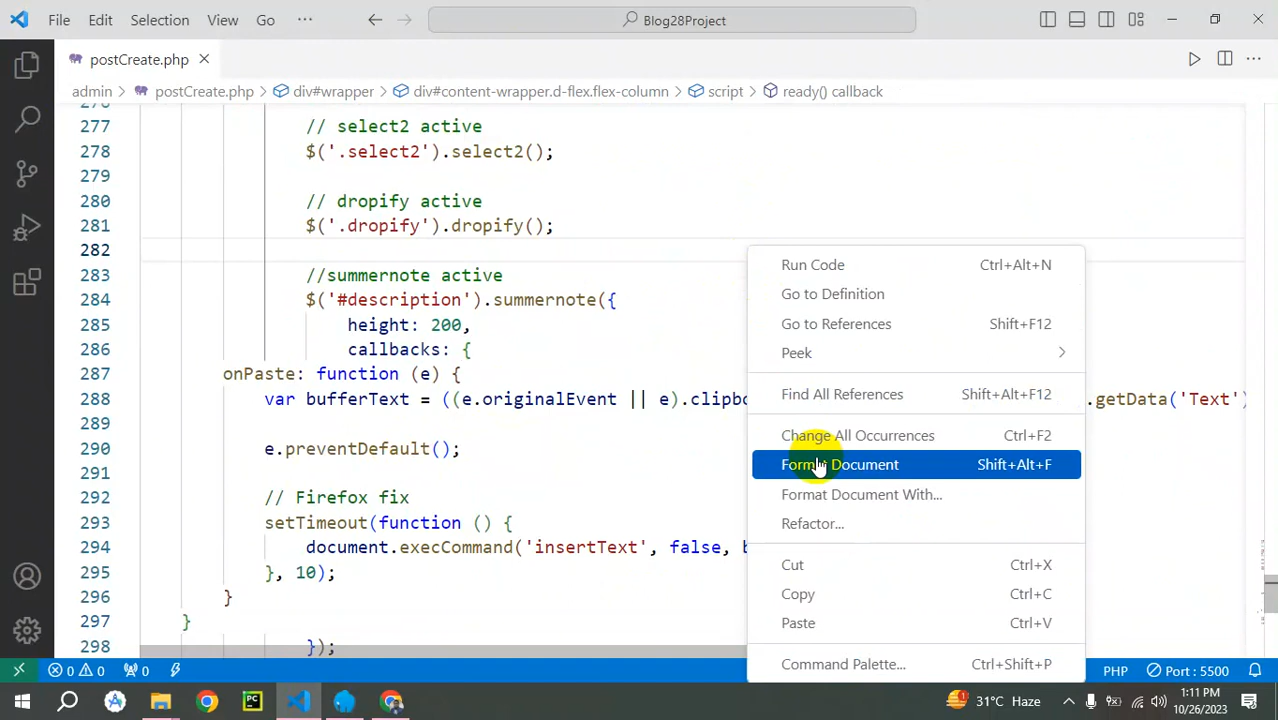 File Edit Selection View Go ··· Blog28Project
postCreate.php
admin > postCreate.php > div#wrapper > div#content-wrapper.d-flex.flex-column > script > ready() callback
276
277 // select2 active
278 $('.select2').select2();
279
280 // dropify active
281 $('.dropify').dropify();
282
283 //summernote active
284 $('#description').summernote({
285 height: 200,
286 callbacks: {
287 onPaste: function (e) {
288 var bufferText = ((e.originalEvent || e).clipb .getData('Text')
289
290 e.preventDefault();
291
292 // Firefox fix
293 setTimeout(function () {
294 document.execCommand('insertText', false, b
295 }, 10);
296 }
297 }
298 });
Run Code Ctrl+Alt+N
Go to Definition
Go to References Shift+F12
Peek >
Find All References Shift+Alt+F12
Change All Occurrences Ctrl+F2
Format Document Shift+Alt+F
Format Document With...
Refactor...
Cut Ctrl+X
Copy Ctrl+C
Paste Ctrl+V
Command Palette... Ctrl+Shift+P
0 0 0 PHP Port : 5500
PC 31°C Haze 1:11 PM
10/26/2023